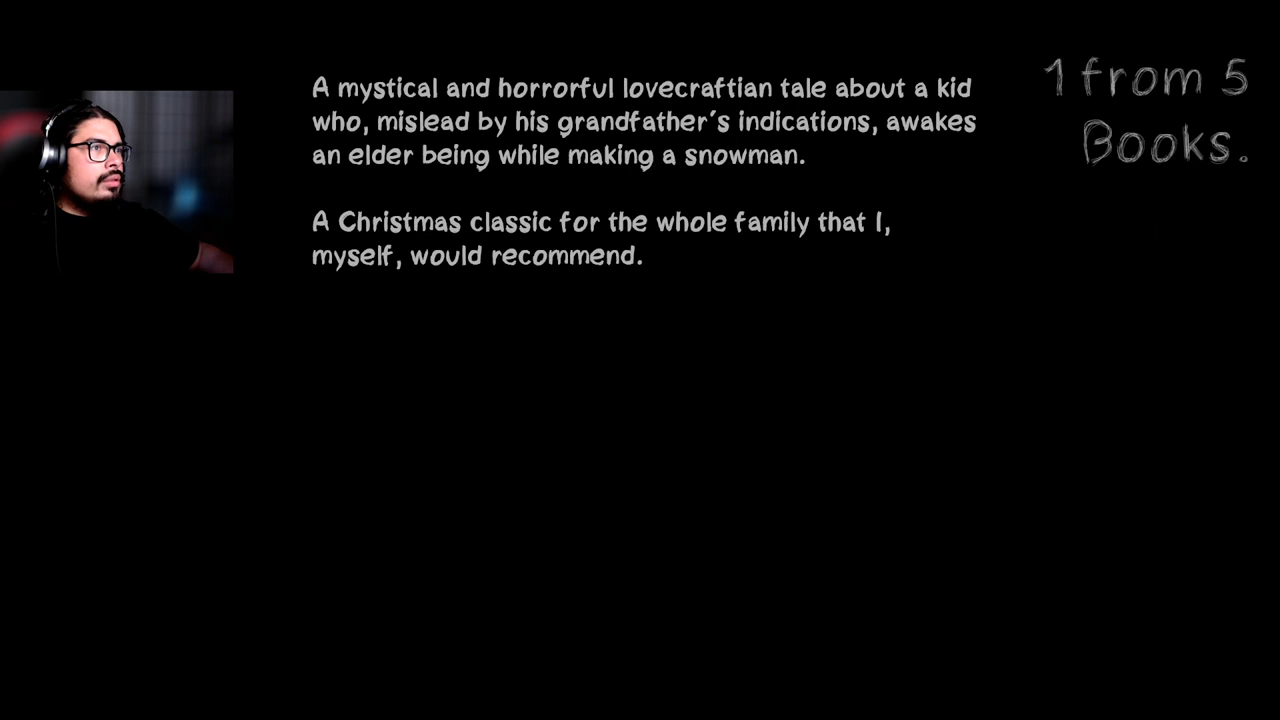 A mystical and horrorful lovecraftian tale about a kid
who, mislead by his grandfather's indications, awakes
an elder being while making a snowman.
A Christmas classic for the whole family that I,
myself, would recommend.
1 from 5
Books.